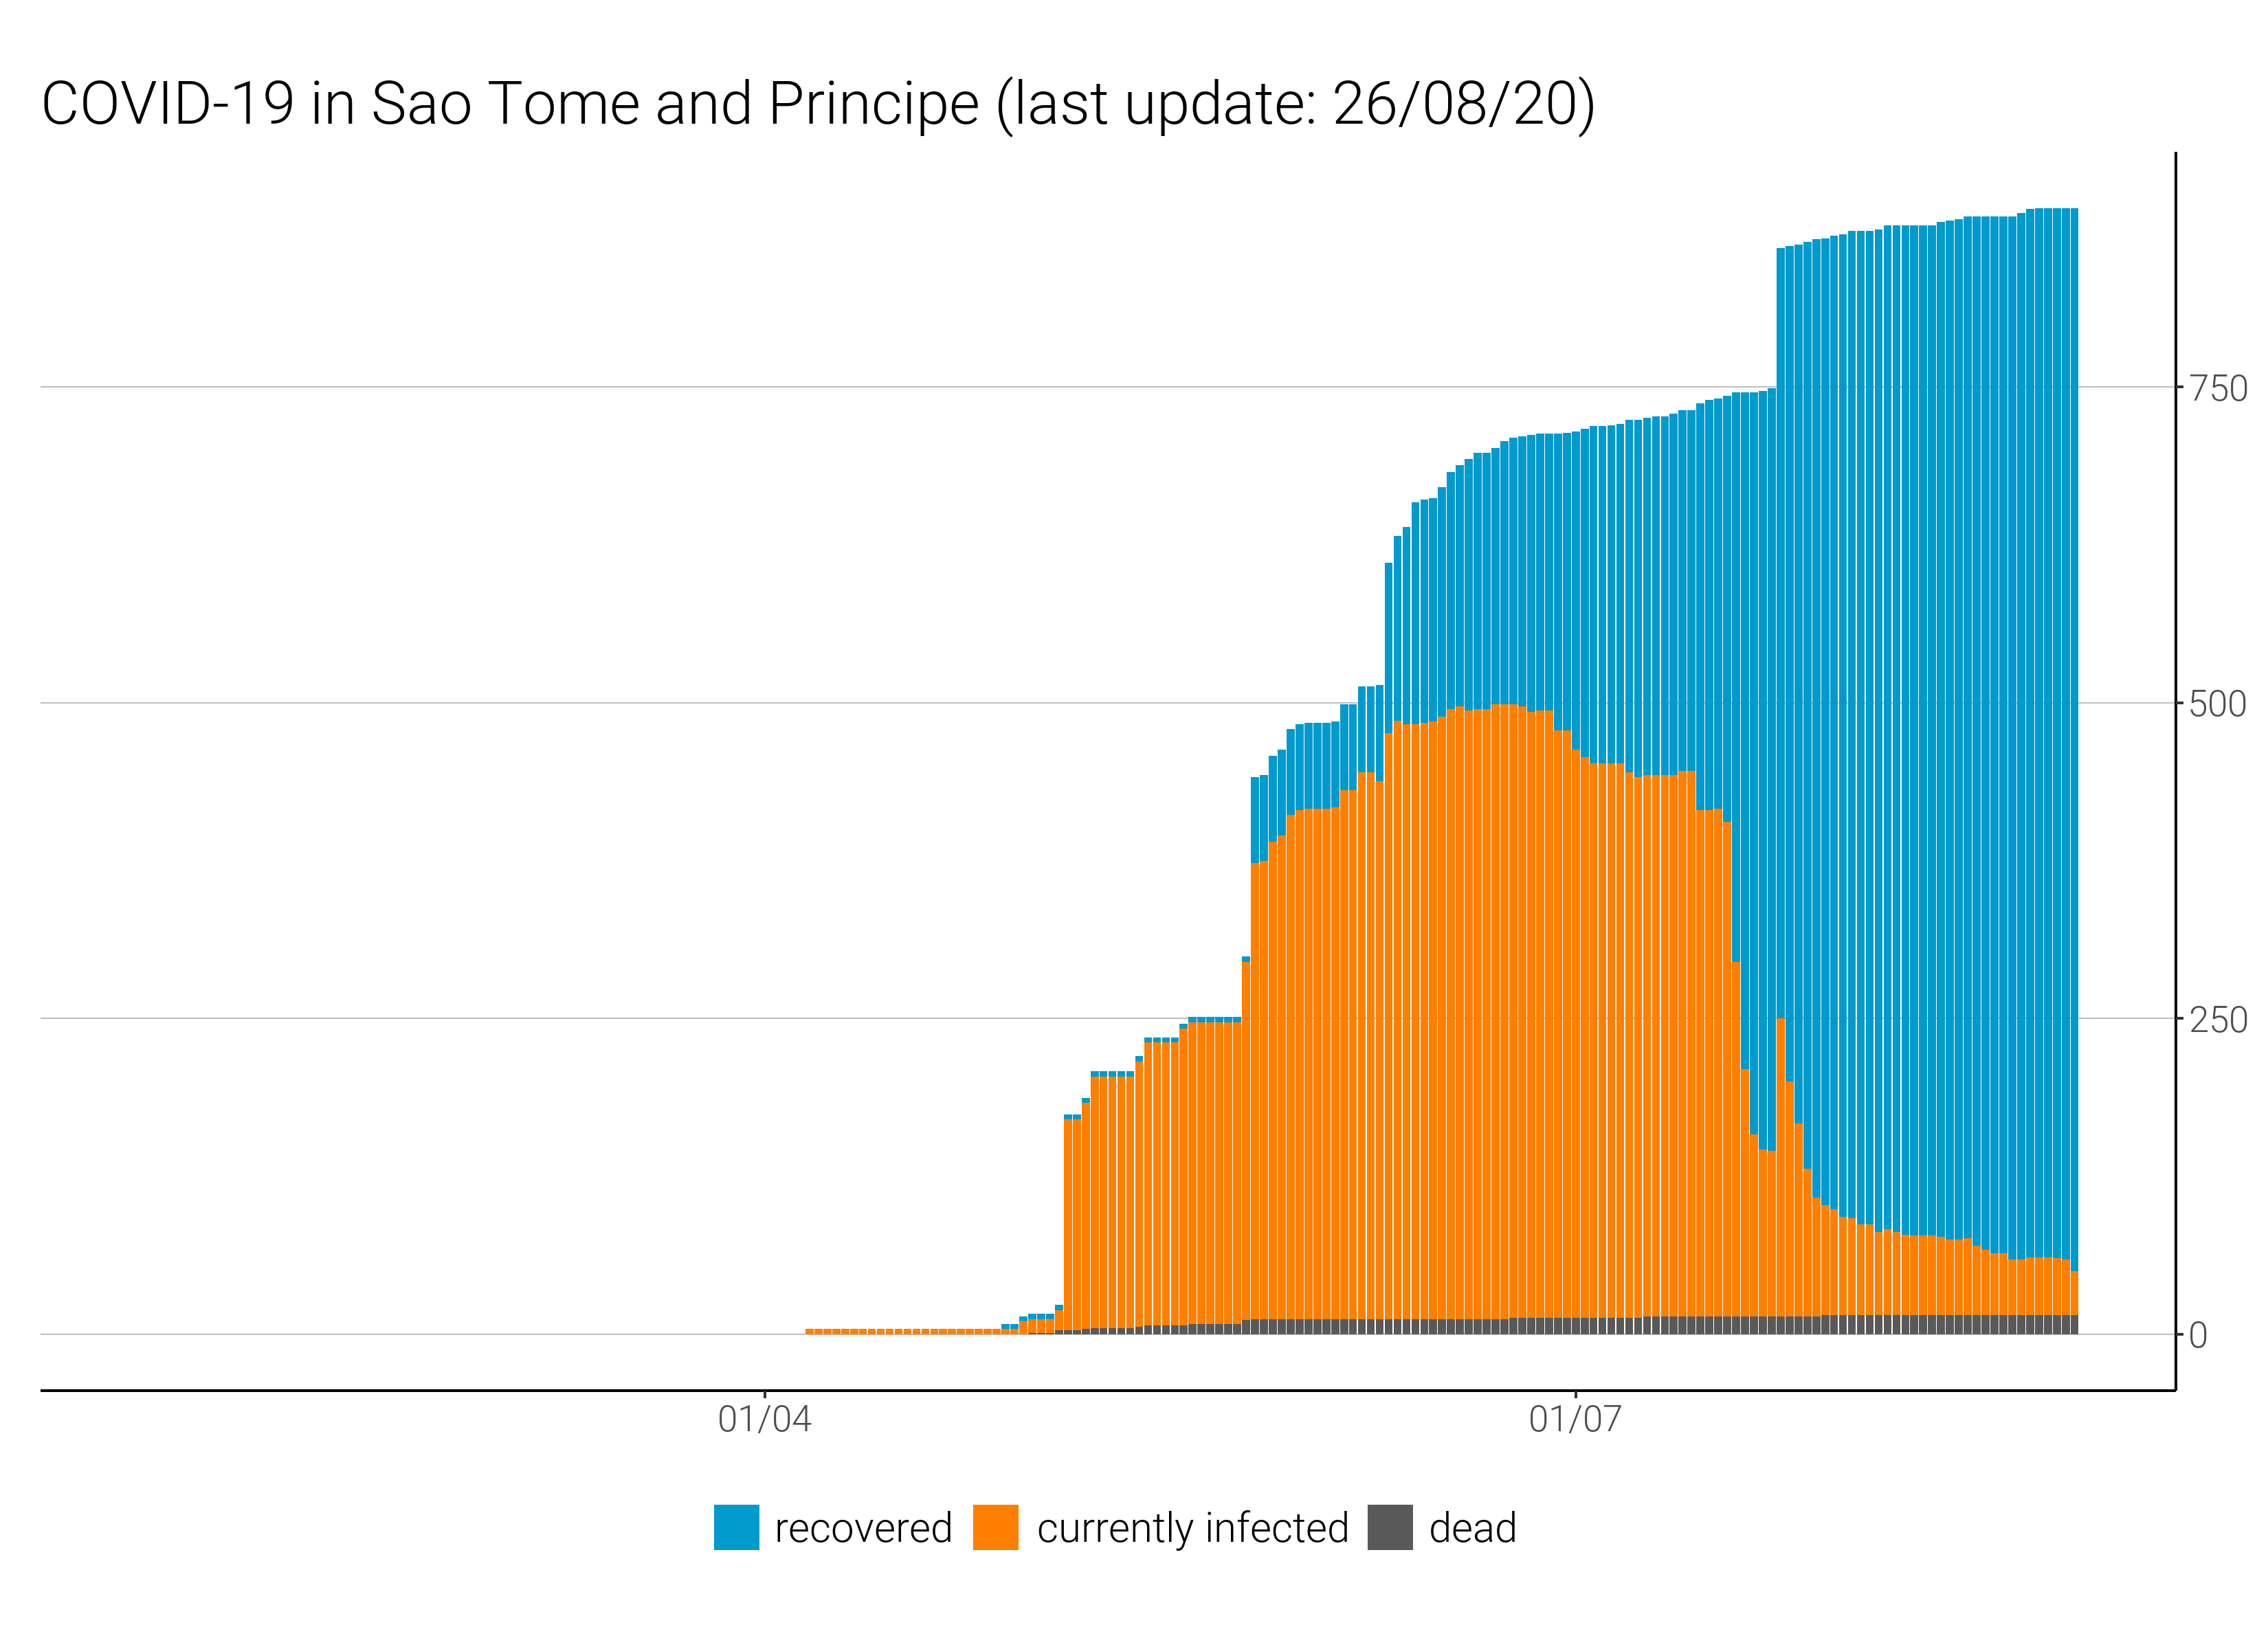 COVID-19 in Sao Tome and Principe (last update: 26/08/20)
750
500
250
0
01/04 01/07
recovered currently infected dead